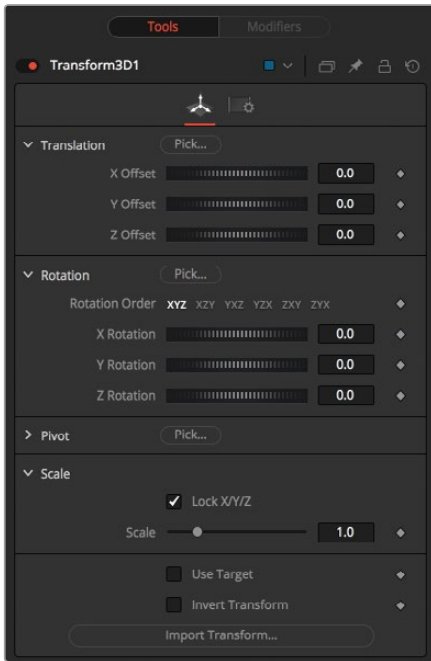 Tools Modifiers
Transform3D1
Translation Pick...
X Offset 0.0
Y Offset 0.0
Z Offset 0.0
Rotation Pick...
Rotation Order XYZ XZY YXZ YZX ZXY ZYX
X Rotation 0.0
Y Rotation 0.0
Z Rotation 0.0
Pivot Pick...
Scale
Lock X/Y/Z
Scale 1.0
Use Target
Invert Transform
Import Transform...